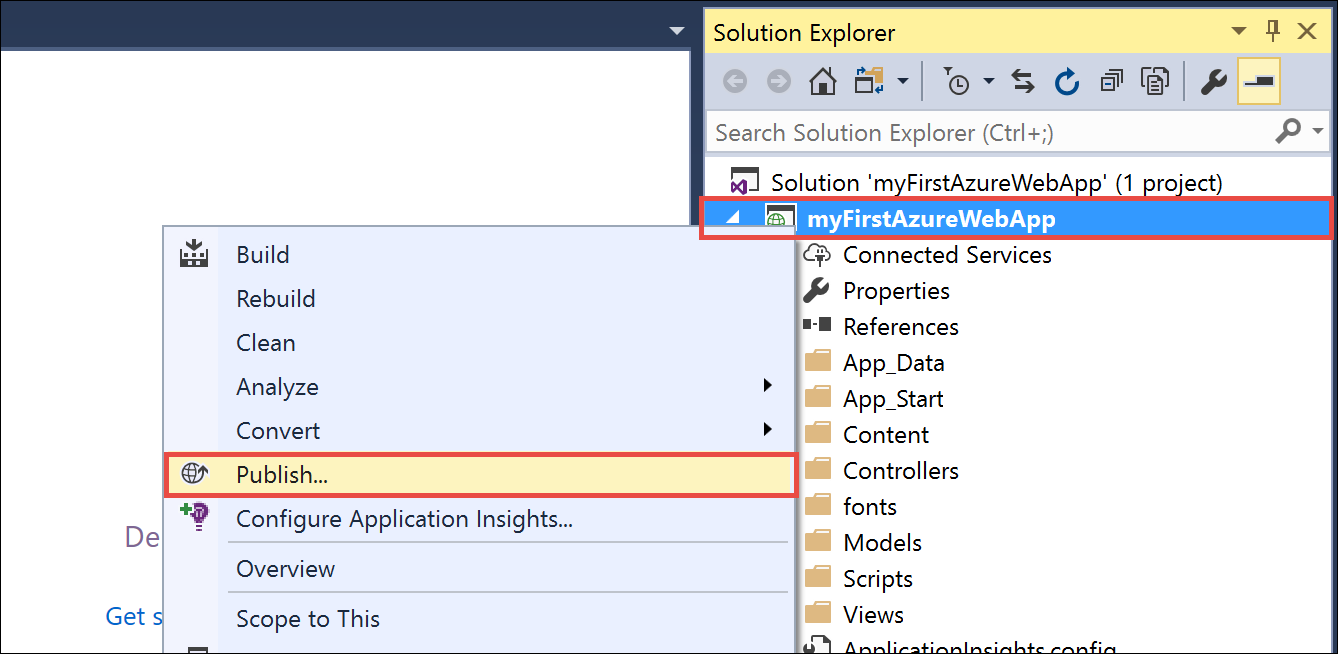 Solution Explorer
Search Solution Explorer (Ctrl+;)
Solution 'myFirstAzureWebApp' (1 project)
myFirstAzureWebApp
Connected Services
Properties
References
App_Data
App_Start
Content
Controllers
fonts
Models
Scripts
Views
ApplicationInsights.config
Build
Rebuild
Clean
Analyze
Convert
Publish...
Configure Application Insights...
Overview
Scope to This
De
Get s